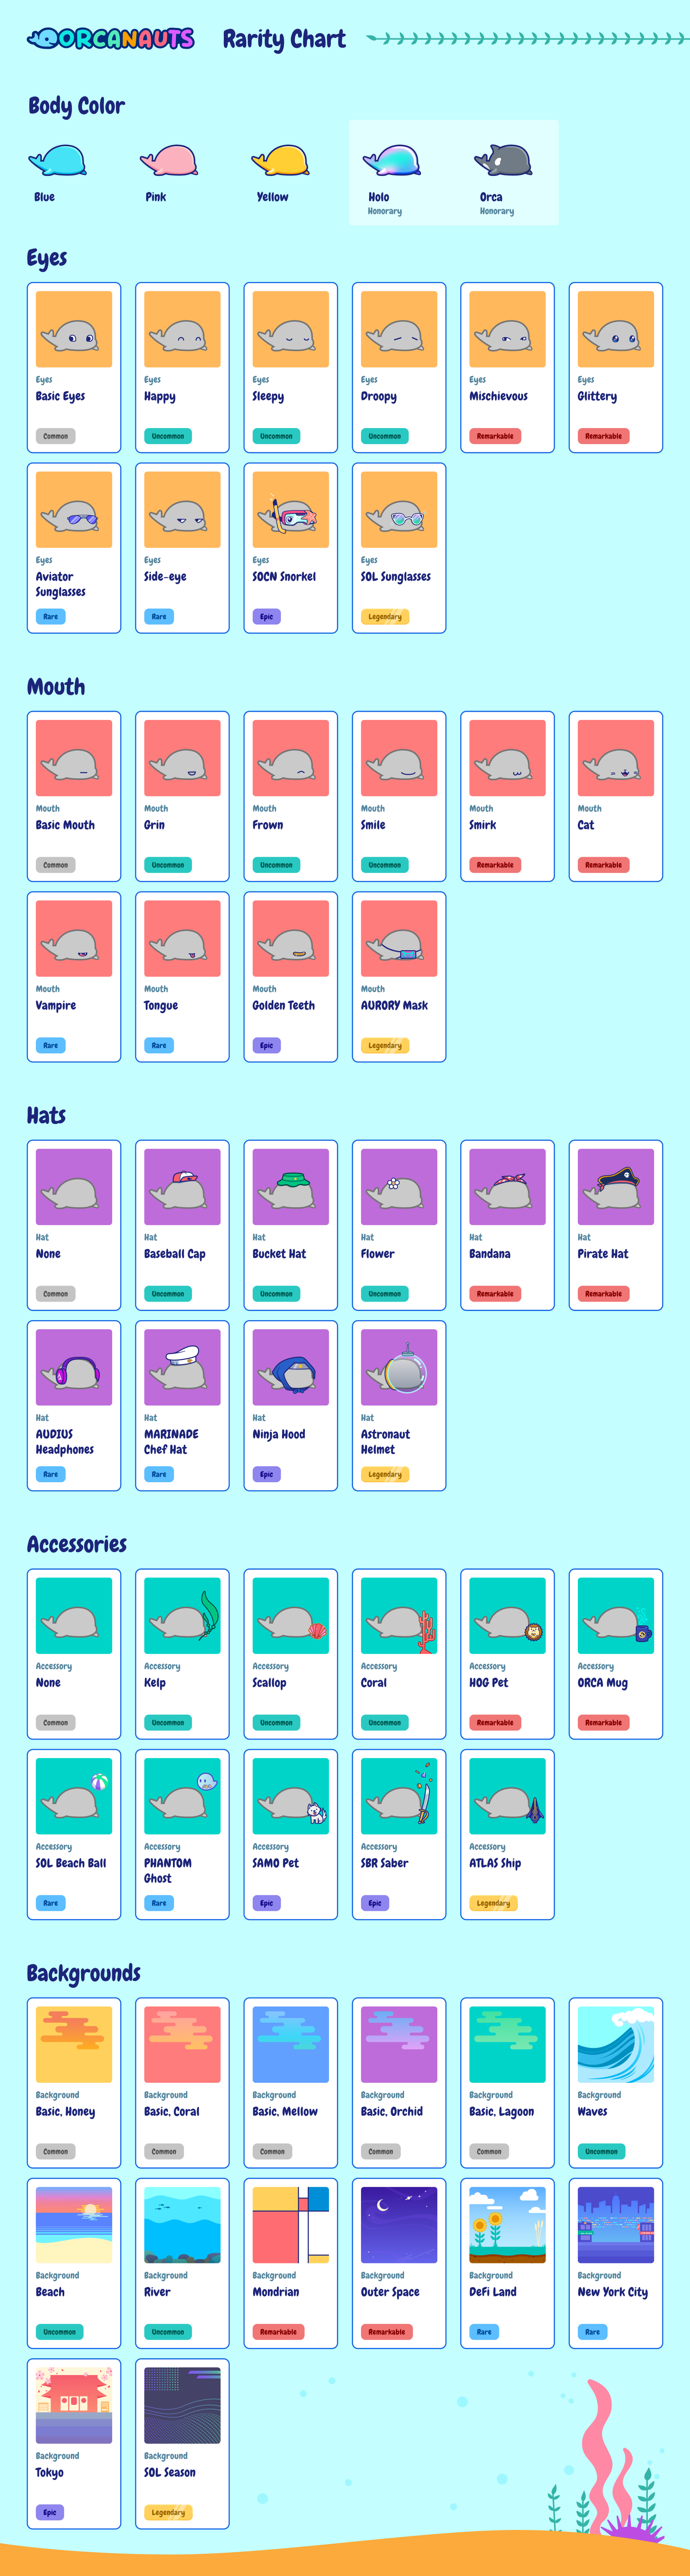 ORCANAUTS
Rarity Chart
Body Color
Blue
Pink
Yellow
Holo
Honorary
Orca
Honorary
Eyes
Eyes
Basic Eyes
Common
Eyes
Happy
Uncommon
Eyes
Sleepy
Uncommon
Eyes
Droopy
Uncommon
Eyes
Mischievous
Remarkable
Eyes
Glittery
Remarkable
Eyes
Aviator
Sunglasses
Rare
Eyes
Side-eye
Rare
Eyes
SOCN Snorkel
Epic
Eyes
SOL Sunglasses
Legendary
Mouth
Mouth
Basic Mouth
Common
Mouth
Grin
Uncommon
Mouth
Frown
Uncommon
Mouth
Smile
Uncommon
Mouth
Smirk
Remarkable
Mouth
Cat
Remarkable
Mouth
Vampire
Rare
Mouth
Tongue
Rare
Mouth
Golden Teeth
Epic
Mouth
AURORY Mask
Legendary
Hats
Hat
None
Common
Hat
Baseball Cap
Uncommon
Hat
Bucket Hat
Uncommon
Hat
Flower
Uncommon
Hat
Bandana
Remarkable
Hat
Pirate Hat
Remarkable
Hat
AUDIUS
Headphones
Rare
Hat
MARINADE
Chef Hat
Rare
Hat
Ninja Hood
Epic
Hat
Astronaut
Helmet
Legendary
Accessories
Accessory
None
Common
Accessory
Kelp
Uncommon
Accessory
Scallop
Uncommon
Accessory
Coral
Uncommon
Accessory
HOG Pet
Remarkable
Accessory
ORCA Mug
Remarkable
Accessory
SOL Beach Ball
Rare
Accessory
PHANTOM
Ghost
Rare
Accessory
SAMO Pet
Epic
Accessory
SBR Saber
Epic
Accessory
ATLAS Ship
Legendary
Backgrounds
Background
Basic, Honey
Common
Background
Basic, Coral
Common
Background
Basic, Mellow
Common
Background
Basic, Orchid
Common
Background
Basic, Lagoon
Common
Background
Waves
Uncommon
Background
Beach
Uncommon
Background
River
Uncommon
Background
Mondrian
Remarkable
Background
Outer Space
Remarkable
Background
DeFi Land
Rare
Background
New York City
Rare
Background
Tokyo
Epic
Background
SOL Season
Legendary